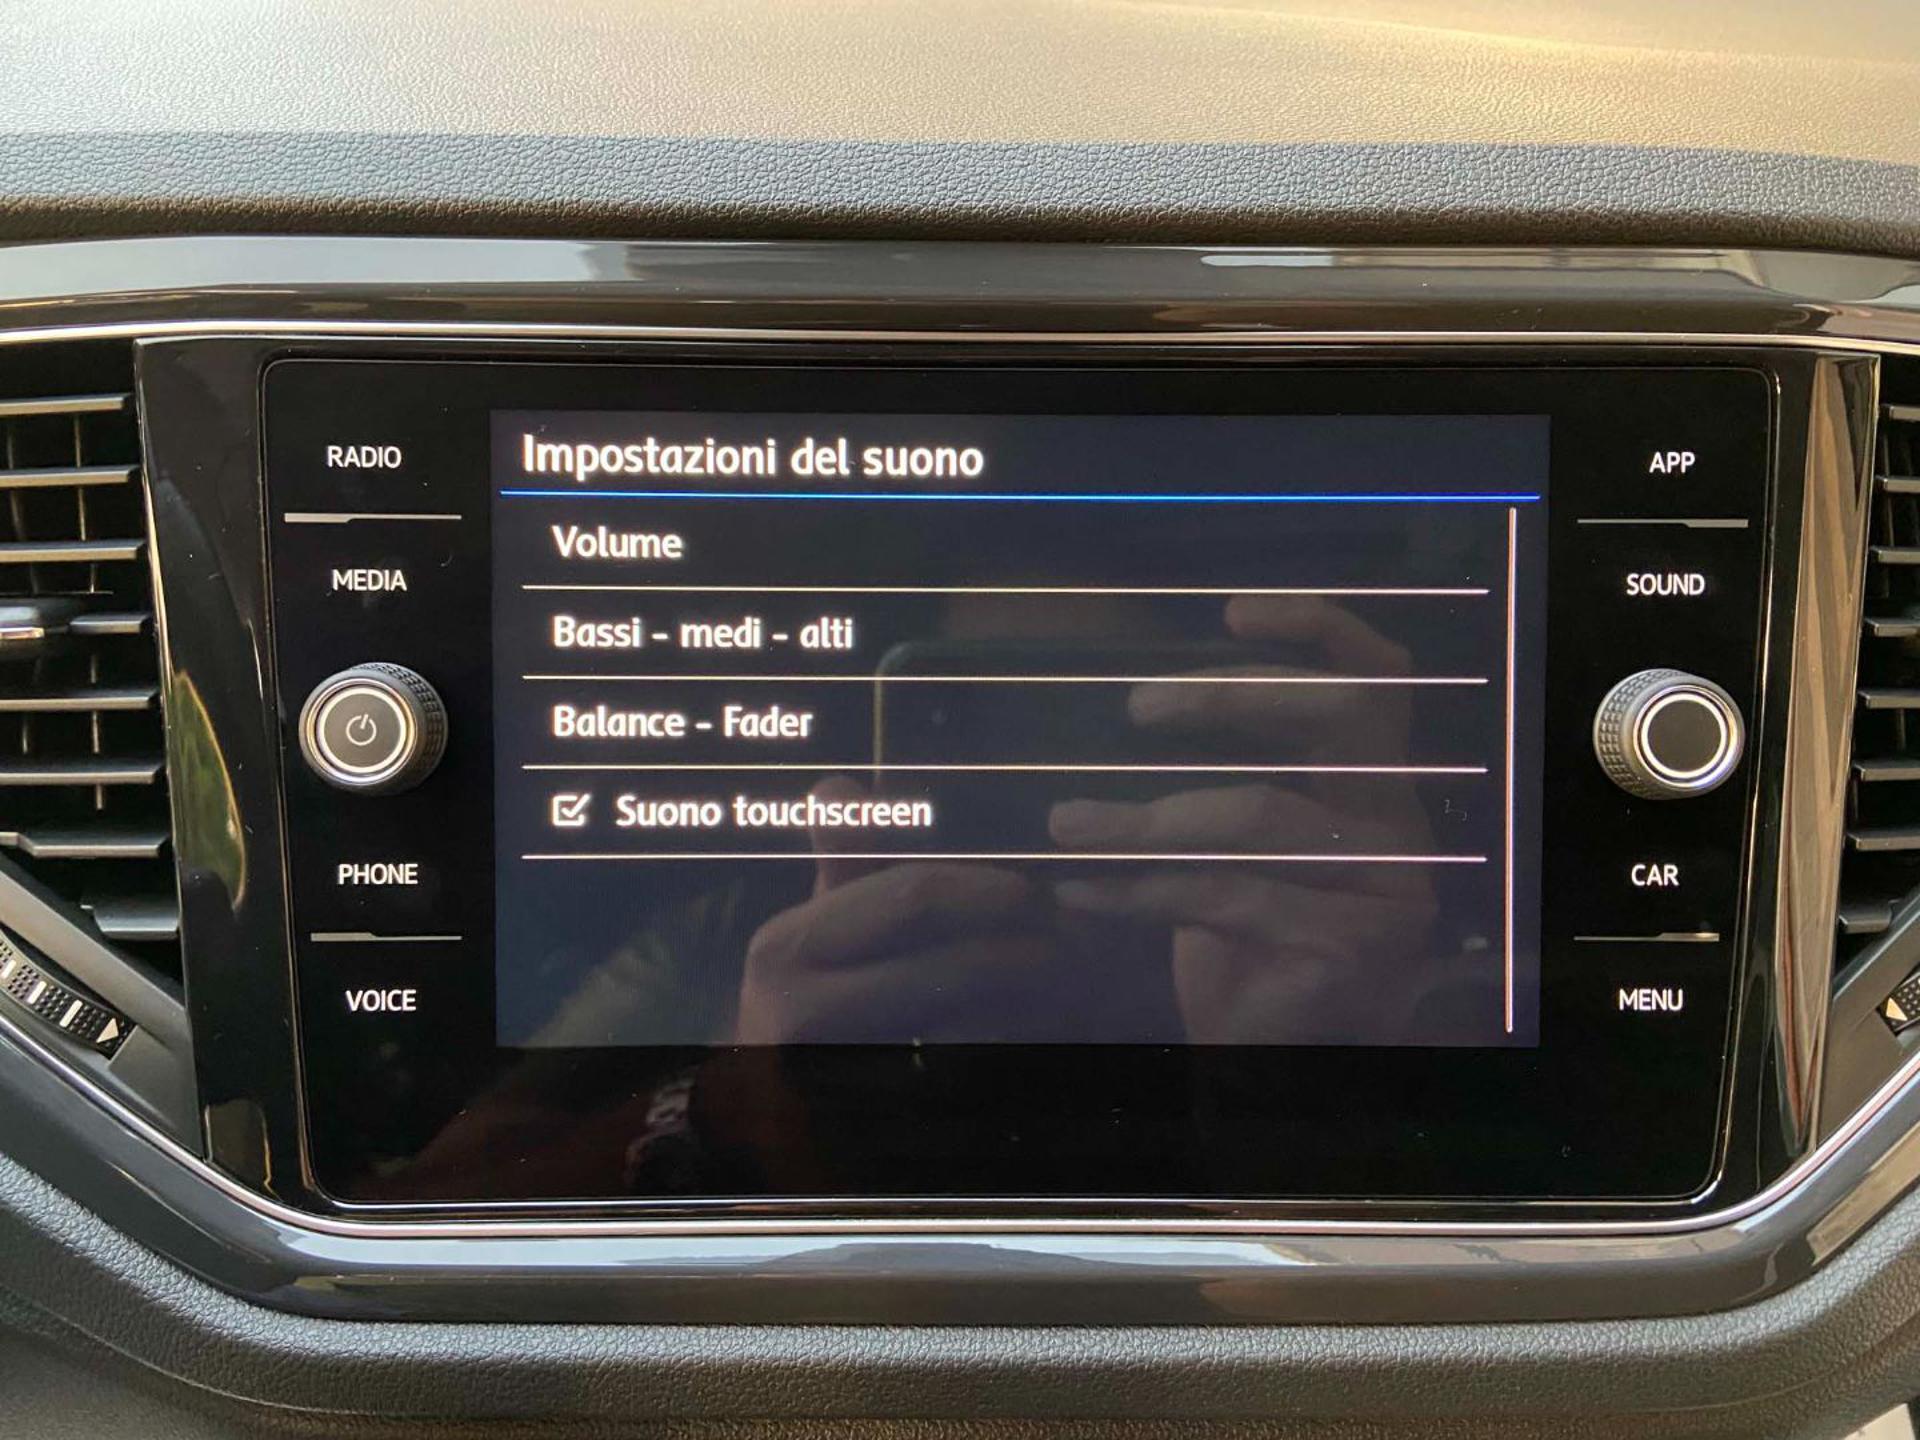 Impostazioni del suono
Volume
Bassi - medi - alti
Balance - Fader
Suono touchscreen
RADIO
MEDIA
PHONE
VOICE
APP
SOUND
CAR
MENU